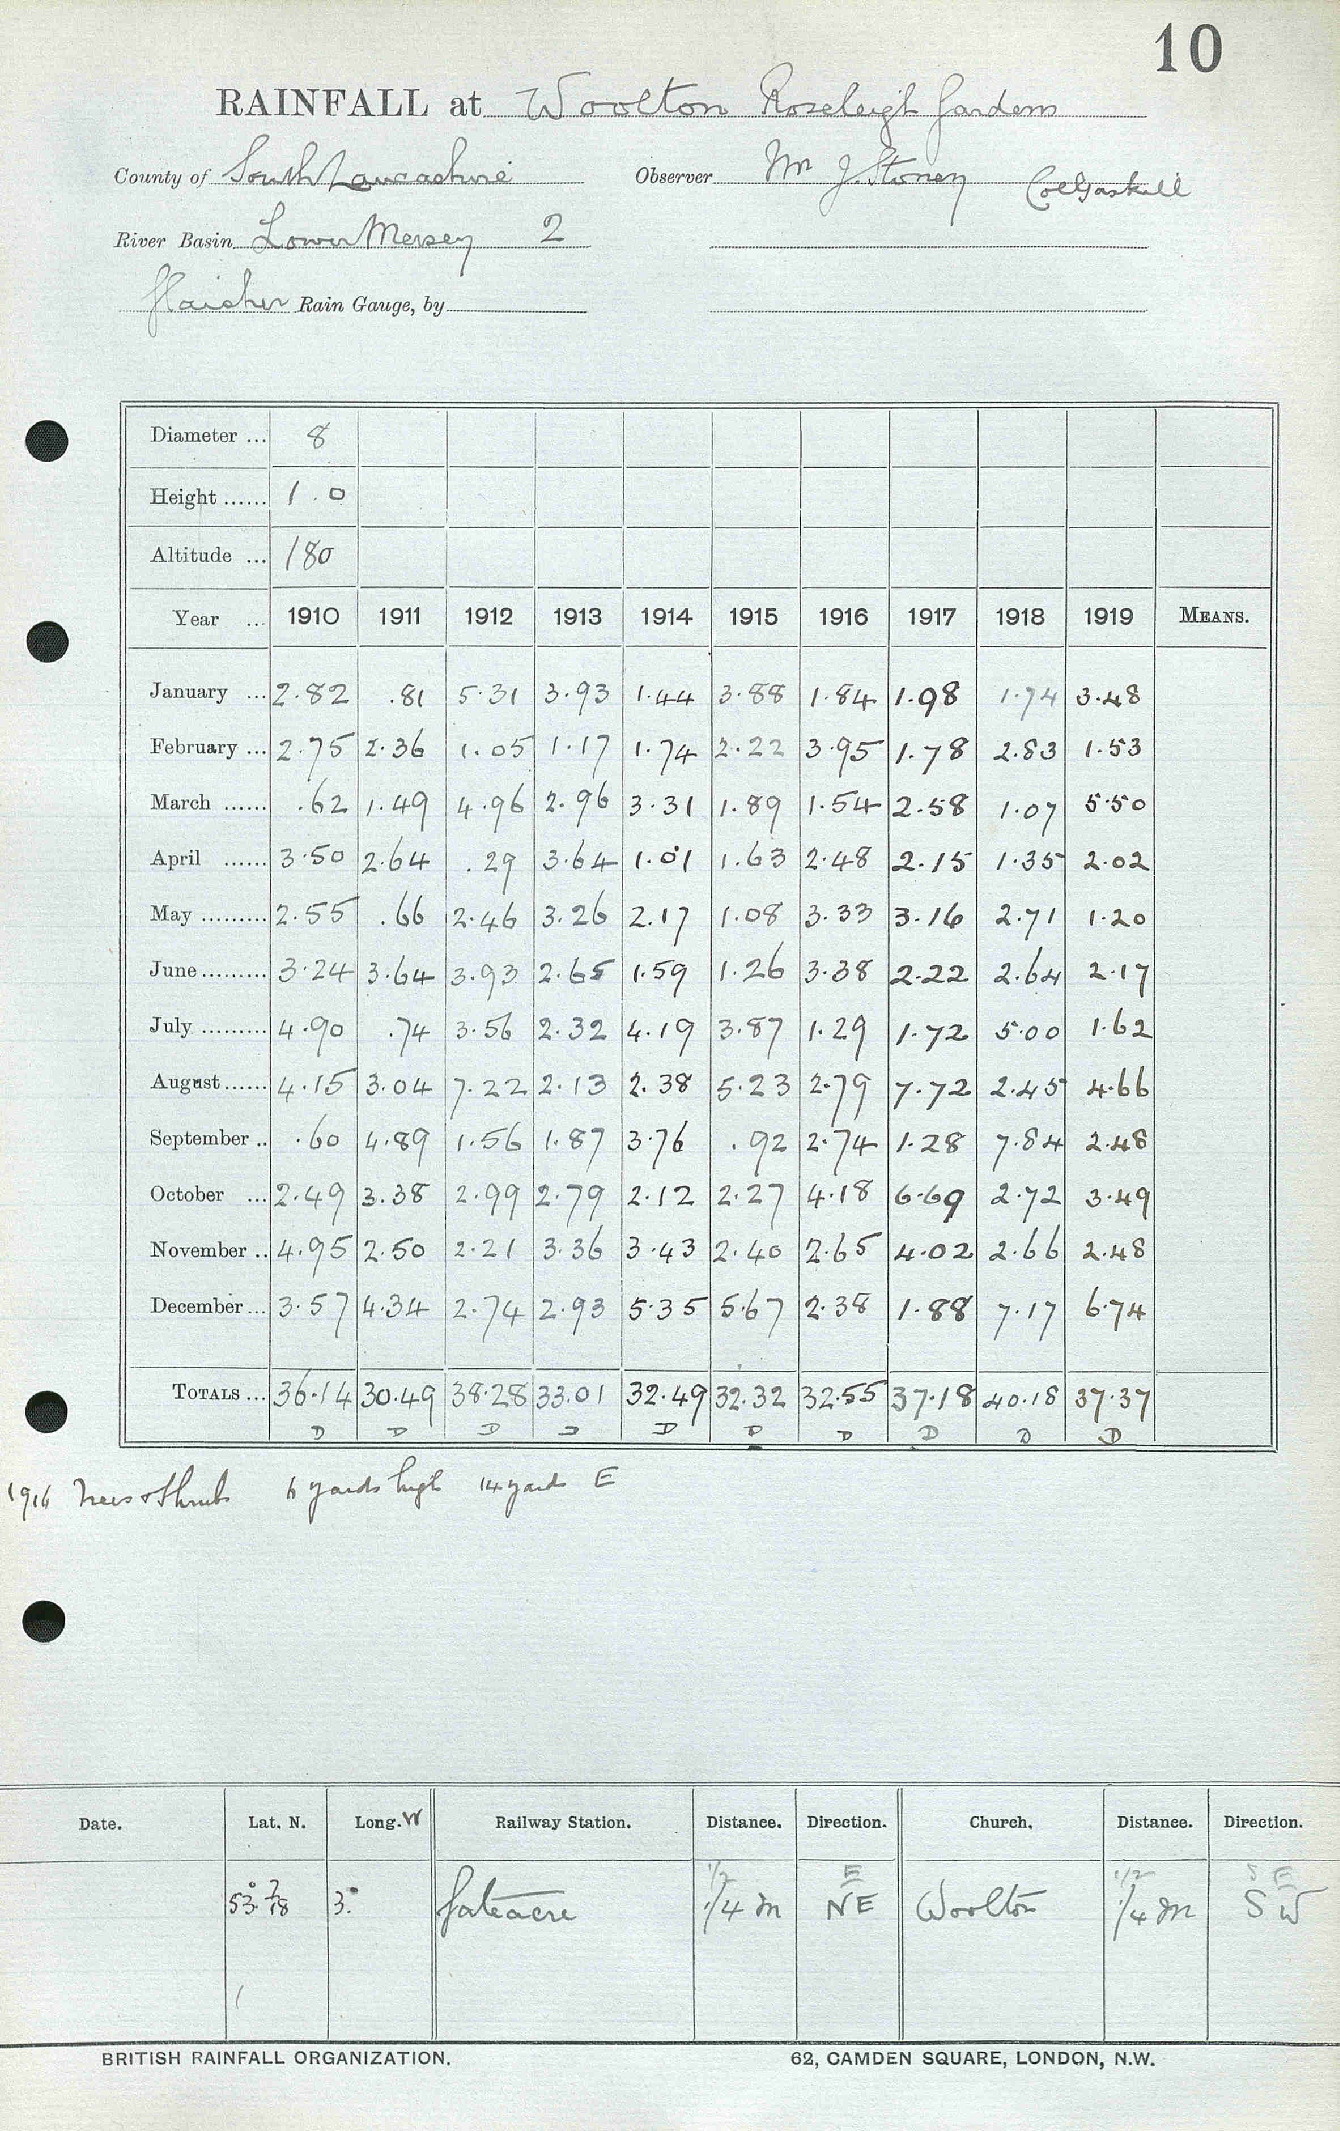 10
RAINFALL at Woolton Roseleigh Gardens
County of South Lancashire Observer Mr J. Stoney Col Gaskell
River Basin Lower Mersey 2
Rain Gauge, by
Diameter ... 8
Height ...... 1.0
Altitude ... 180
Year ... 1910 1911 1912 1913 1914 1915 1916 1917 1918 1919 MEANS.
January ... 2.82 .81 5.31 3.93 1.44 3.88 1.84 1.98 1.74 3.48
February ... 2.75 2.36 1.05 1.17 1.74 2.22 3.95 1.78 2.83 1.53
March ...... .62 1.49 4.96 2.96 3.31 1.89 1.54 2.58 1.07 5.50
April ...... 3.50 2.64 .29 3.64 1.01 1.63 2.48 2.15 1.35 2.02
May ......... 2.55 .66 2.46 3.26 2.17 1.08 3.33 3.16 2.71 1.20
June ......... 3.24 3.64 3.93 2.65 1.59 1.26 3.38 2.22 2.64 2.17
July ......... 4.90 .74 3.56 2.32 4.19 3.87 1.29 1.72 5.00 1.62
August ...... 4.15 3.04 7.22 2.13 2.38 5.23 2.79 7.72 2.45 4.66
September .. .60 4.89 1.56 1.87 3.76 .92 2.74 1.28 7.84 2.48
October ... 2.49 3.38 2.99 2.79 2.12 2.27 4.18 6.69 2.72 3.49
November .. 4.95 2.50 2.21 3.36 3.43 2.40 2.65 4.02 2.66 2.48
December ... 3.57 4.34 2.74 2.93 5.35 5.67 2.38 1.88 7.17 6.74
TOTALS ... 36.14 30.49 38.28 33.01 32.49 32.32 32.55 37.18 40.18 37.37
D D D D D D D D D D
1916 Trees & Shrubs 6 yards high 14 yards E
Date. Lat. N. Long. W Railway Station. Distance. Direction. Church. Distance. Direction.
1/2 E 1/2 S E
3° Gateacre 1/4 m NE Woolton 1/4 m SW
BRITISH RAINFALL ORGANIZATION. 62, CAMDEN SQUARE, LONDON, N.W.